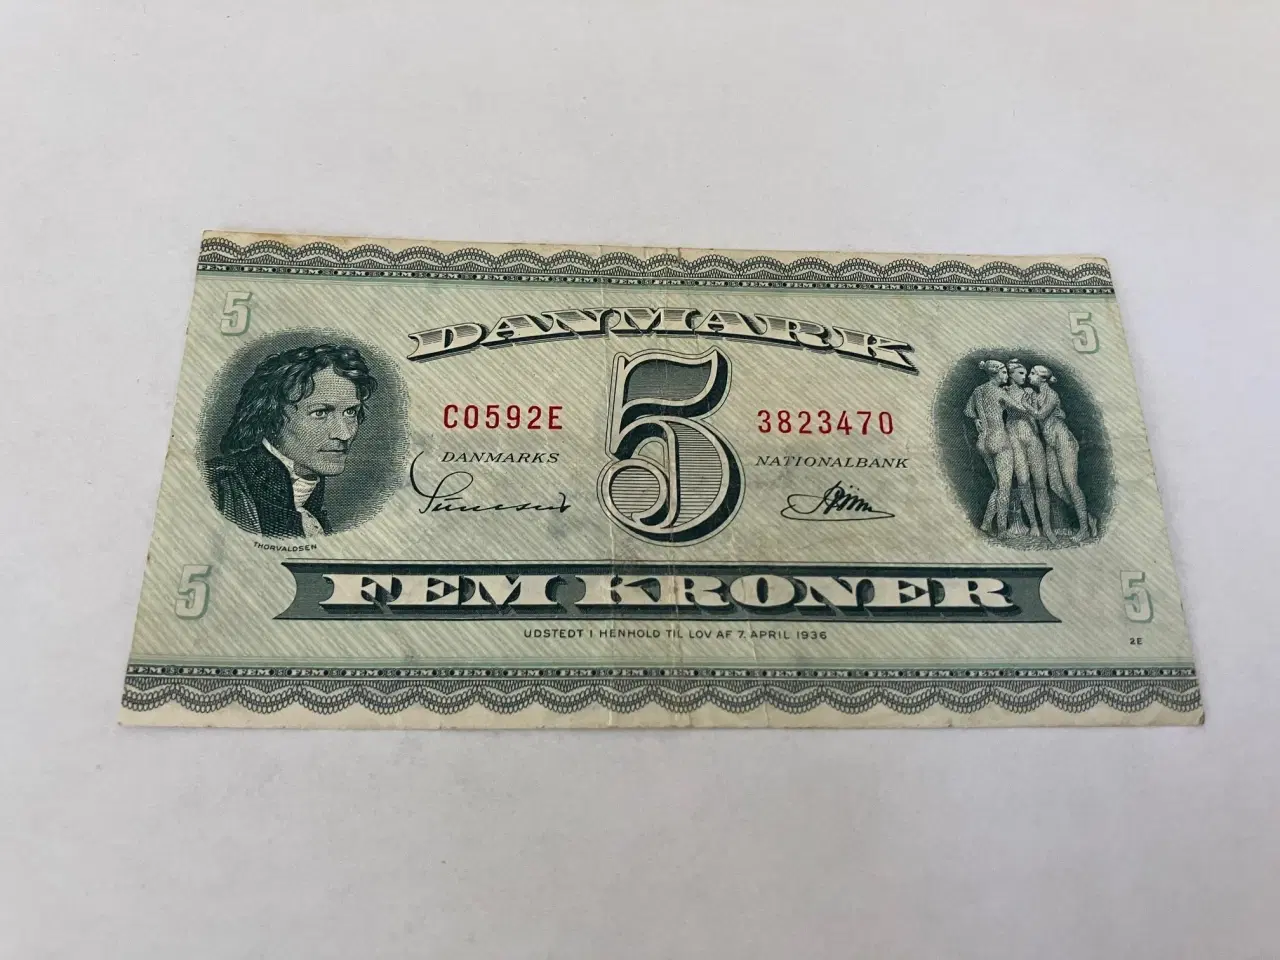 5 5
DANMARK
5
C0592E 3823470
DANMARKS NATIONALBANK
THORVALDSEN
5 5
FEM KRONER
UDSTEDT I HENHOLD TIL LOV AF 7. APRIL 1936
2E